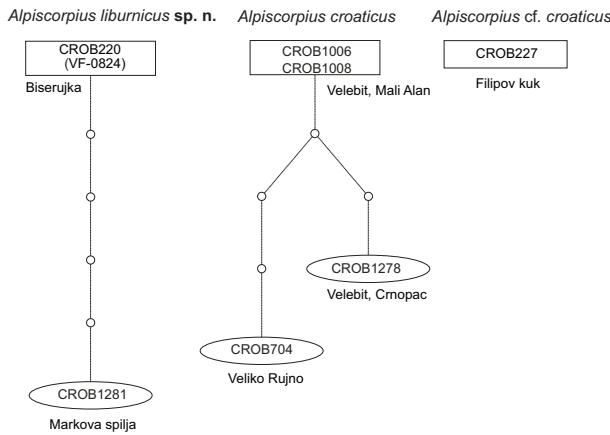 Alpiscorpius liburnicus sp. n.
CROB220
(VF-0824)
Biserujka
CROB1281
Markova spilja
Alpiscorpius croaticus
CROB1006
CROB1008
Velebit, Mali Alan
CROB1278
Velebit, Crnopac
CROB704
Veliko Rujno
Alpiscorpius cf. croaticus
CROB227
Filipov kuk